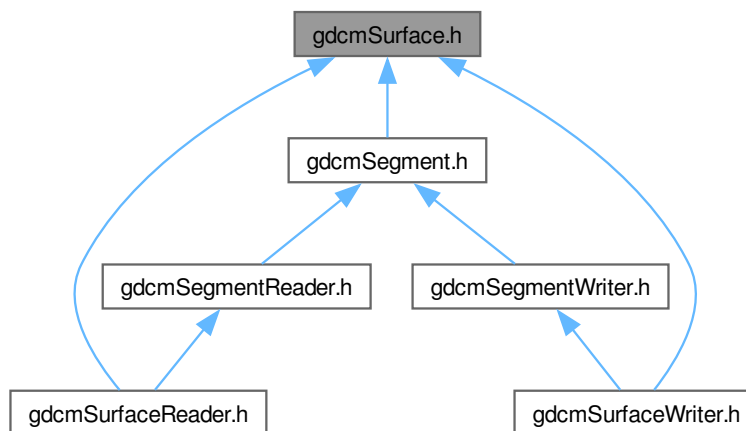 gdcmSurface.h
gdcmSegment.h
gdcmSegmentReader.h
gdcmSegmentWriter.h
gdcmSurfaceReader.h
gdcmSurfaceWriter.h